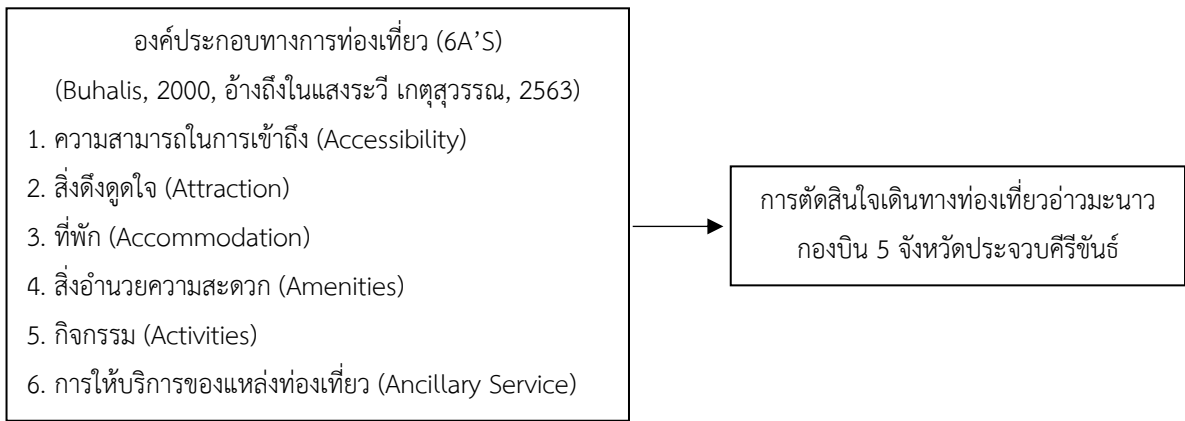 องค์ประกอบทางการท่องเที่ยว (6A’S)
(Buhalis, 2000, อ้างถึงในแสงระวี เกตุสุวรรณ, 2563)
1. ความสามารถในการเข้าถึง (Accessibility)
2. สิ่งดึงดูดใจ (Attraction)
3. ที่พัก (Accommodation)
4. สิ่งอำนวยความสะดวก (Amenities)
5. กิจกรรม (Activities)
6. การให้บริการของแหล่งท่องเที่ยว (Ancillary Service)
การตัดสินใจเดินทางท่องเที่ยวอ่าวมะนาว
กองบิน 5 จังหวัดประจวบคีรีขันธ์